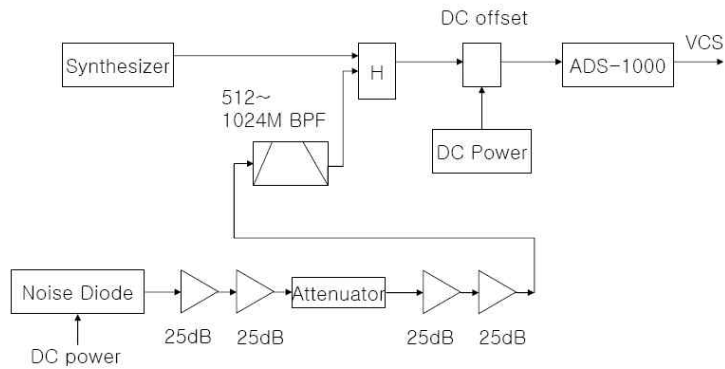 DC offset
VCS
Synthesizer
H
ADS-1000
512~
1024M BPF
DC Power
Noise Diode
Attenuator
25dB
25dB
25dB
25dB
DC power